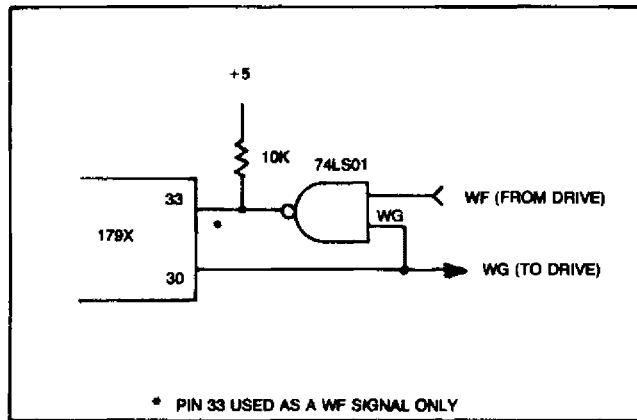 +5
10K
74LS01
33
WF (FROM DRIVE)
WG
*
179X
30
WG (TO DRIVE)
* PIN 33 USED AS A WF SIGNAL ONLY